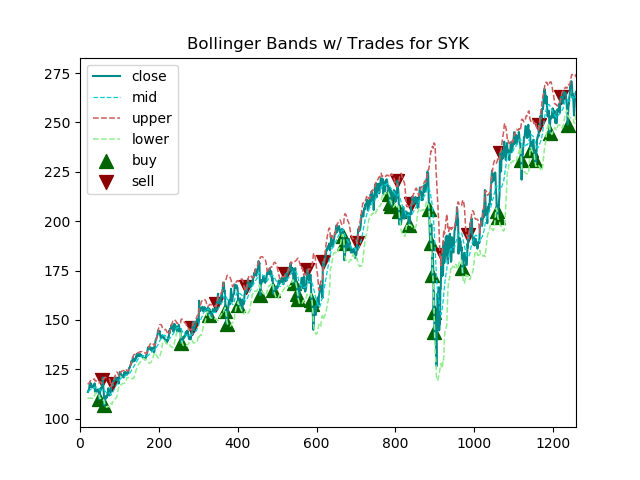 Bollinger Bands w/ Trades for SYK
close
mid
upper
lower
buy
sell
275
250
225
200
175
150
125
100
0 200 400 600 800 1000 1200